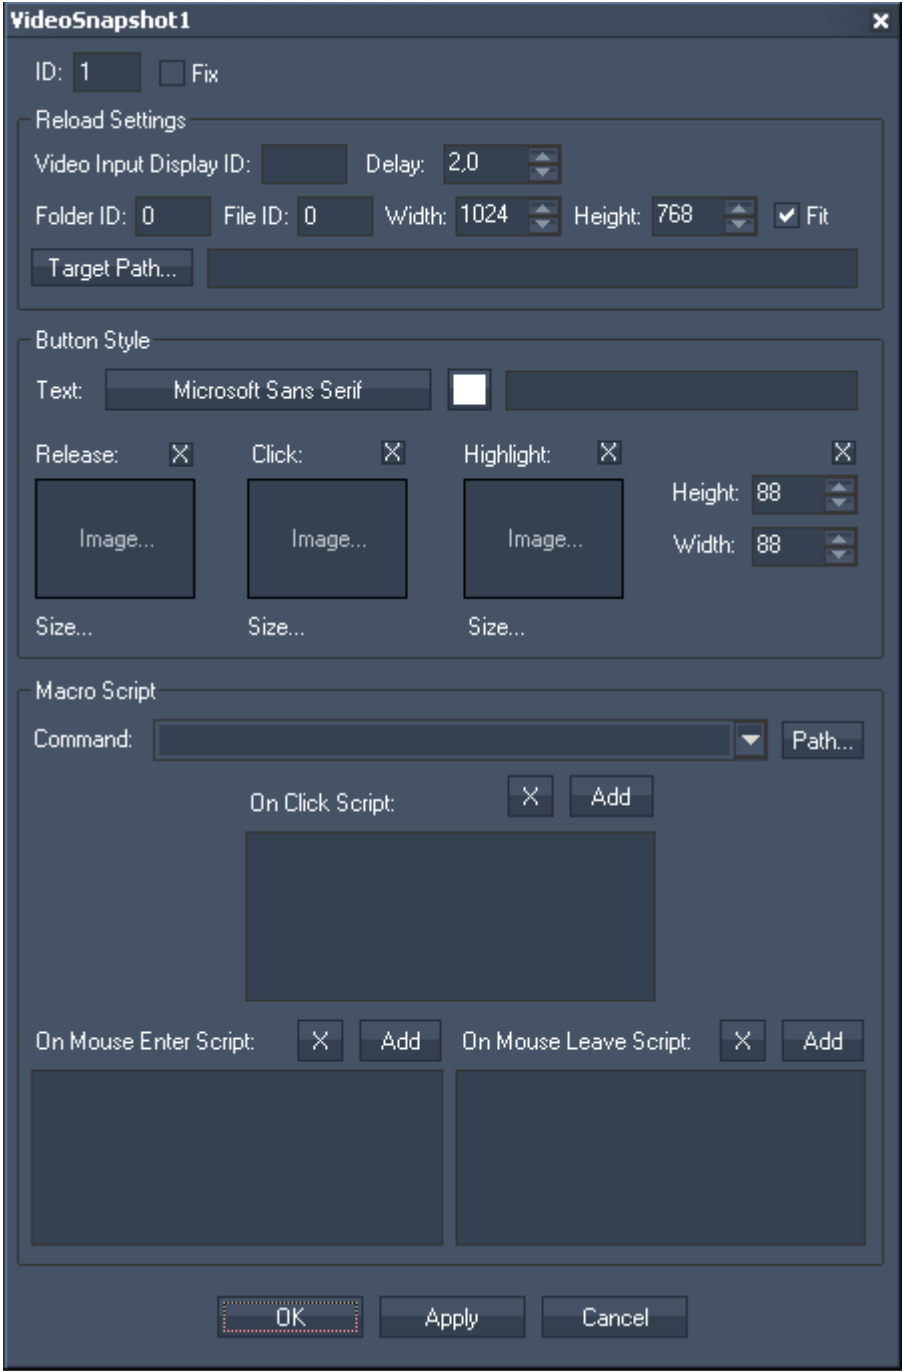 VideoSnapshot1
ID: 1 Fix
Reload Settings
Video Input Display ID: Delay: 2,0
Folder ID: 0 File ID: 0 Width: 1024 Height: 768 Fit
Target Path...
Button Style
Text: Microsoft Sans Serif
Release: X Click: X Highlight: X X
Height: 88
Image... Image... Image...
Width: 88
Size... Size... Size...
Macro Script
Command: Path...
On Click Script: X Add
On Mouse Enter Script: X Add On Mouse Leave Script: X Add
OK Apply Cancel